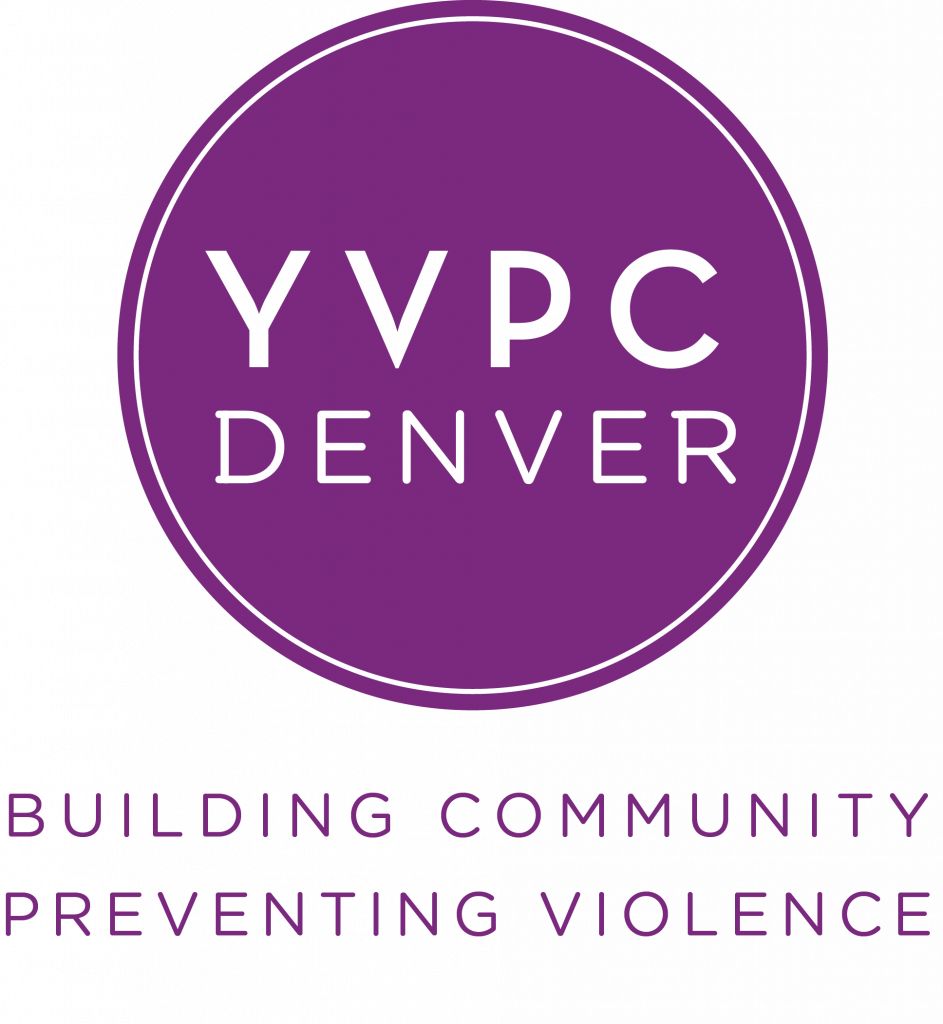 YVPC
DENVER
BUILDING COMMUNITY
PREVENTING VIOLENCE